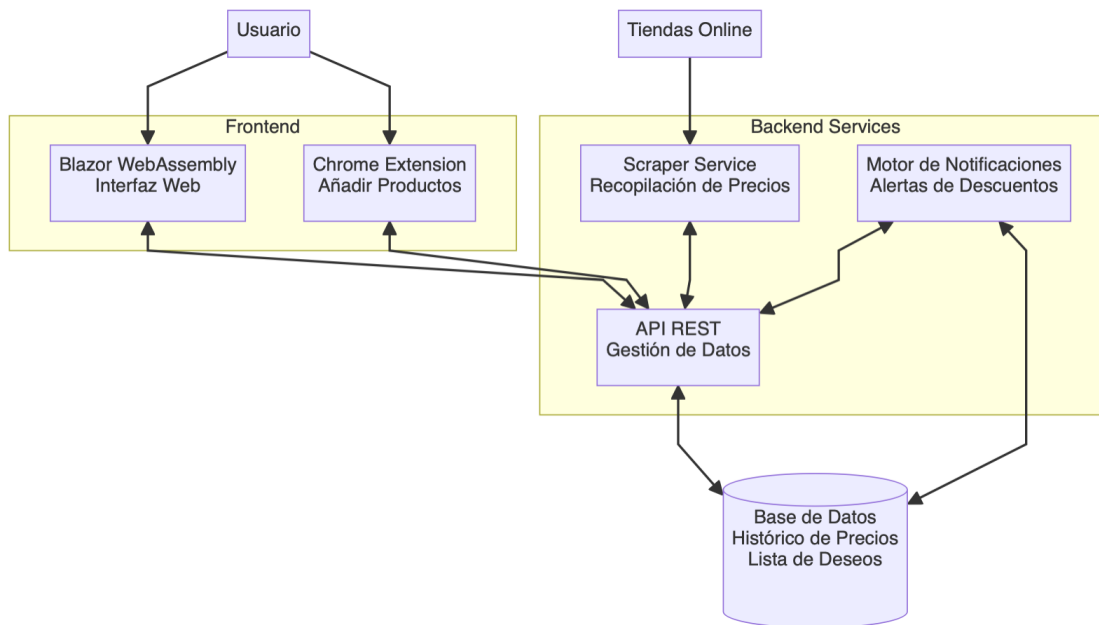 Usuario
Tiendas Online
Frontend
Backend Services
Blazor WebAssembly
Interfaz Web
Chrome Extension
Añadir Productos
Scraper Service
Recopilación de Precios
Motor de Notificaciones
Alertas de Descuentos
API REST
Gestión de Datos
Base de Datos
Histórico de Precios
Lista de Deseos